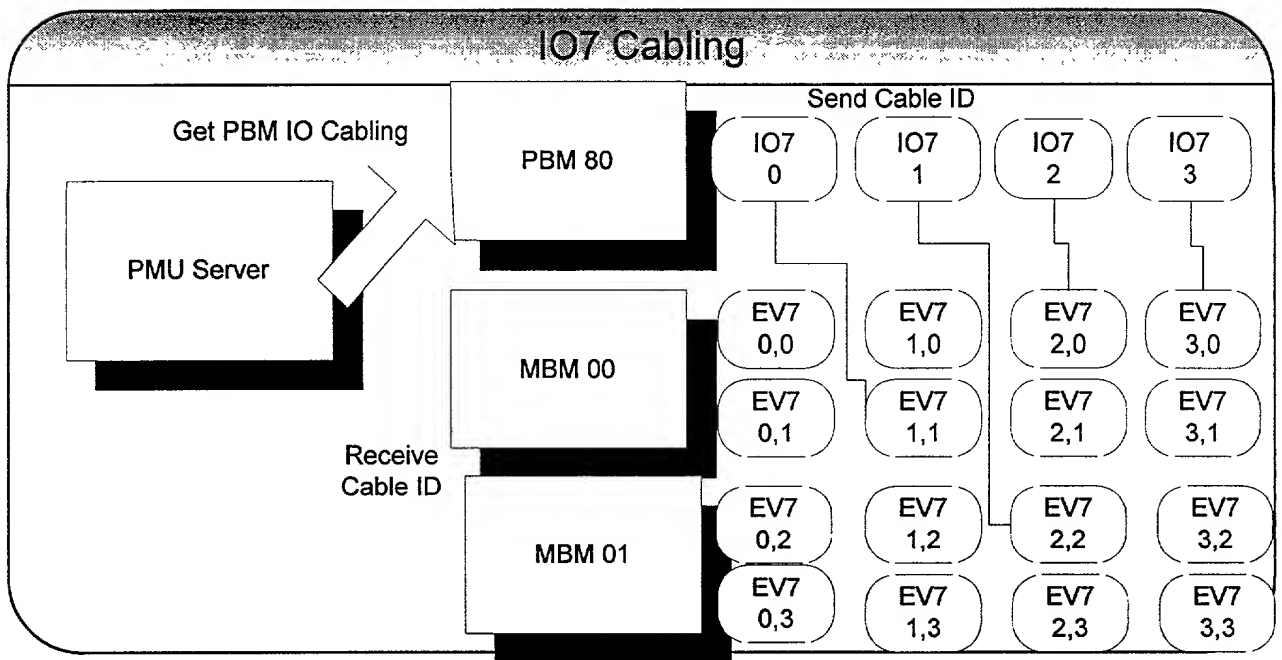 IO7 Cabling
Send Cable ID
Get PBM IO Cabling
PBM 80
IO7
0
IO7
1
IO7
2
IO7
3
PMU Server
MBM 00
EV7
0,0
EV7
1,0
EV7
2,0
EV7
3,0
EV7
0,1
EV7
1,1
EV7
2,1
EV7
3,1
Receive
Cable ID
MBM 01
EV7
0,2
EV7
1,2
EV7
2,2
EV7
3,2
EV7
0,3
EV7
1,3
EV7
2,3
EV7
3,3